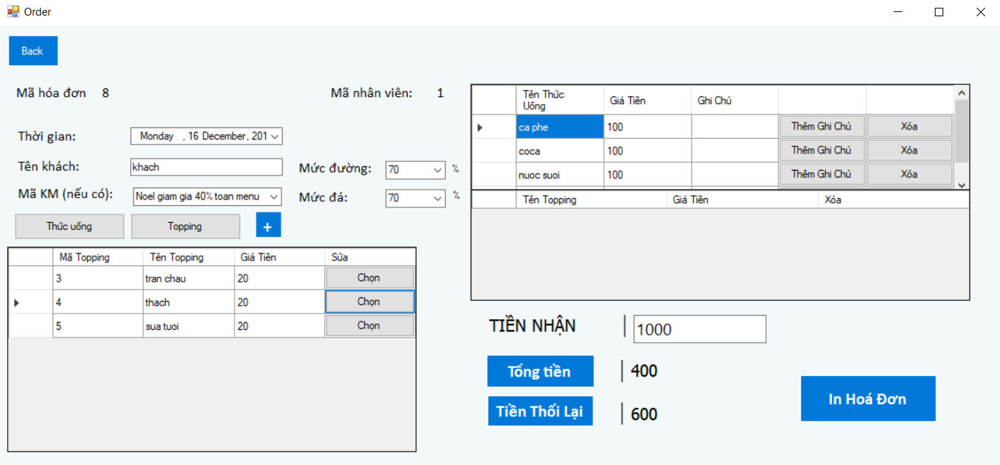 Order
Back
Mã hóa đơn 8
Mã nhân viên: 1
Thời gian: Monday , 16 December, 201
Tên khách: khach
Mức đường: 70 %
Mã KM (nếu có): Noel giam gia 40% toan menu
Mức đá: 70 %
Thức uống Topping +
Mã Topping Tên Topping Giá Tiền Sửa
3 tran chau 20 Chọn
4 thach 20 Chọn
5 sua tuoi 20 Chọn
Tên Thức
Uống
Giá Tiền Ghi Chú
ca phe 100 Thêm Ghi Chú Xóa
coca 100 Thêm Ghi Chú Xóa
nuoc suoi 100 Thêm Ghi Chú Xóa
Tên Topping Giá Tiền Xóa
TIỀN NHẬN | 1000
Tổng tiền | 400
Tiền Thối Lại | 600
In Hoá Đơn